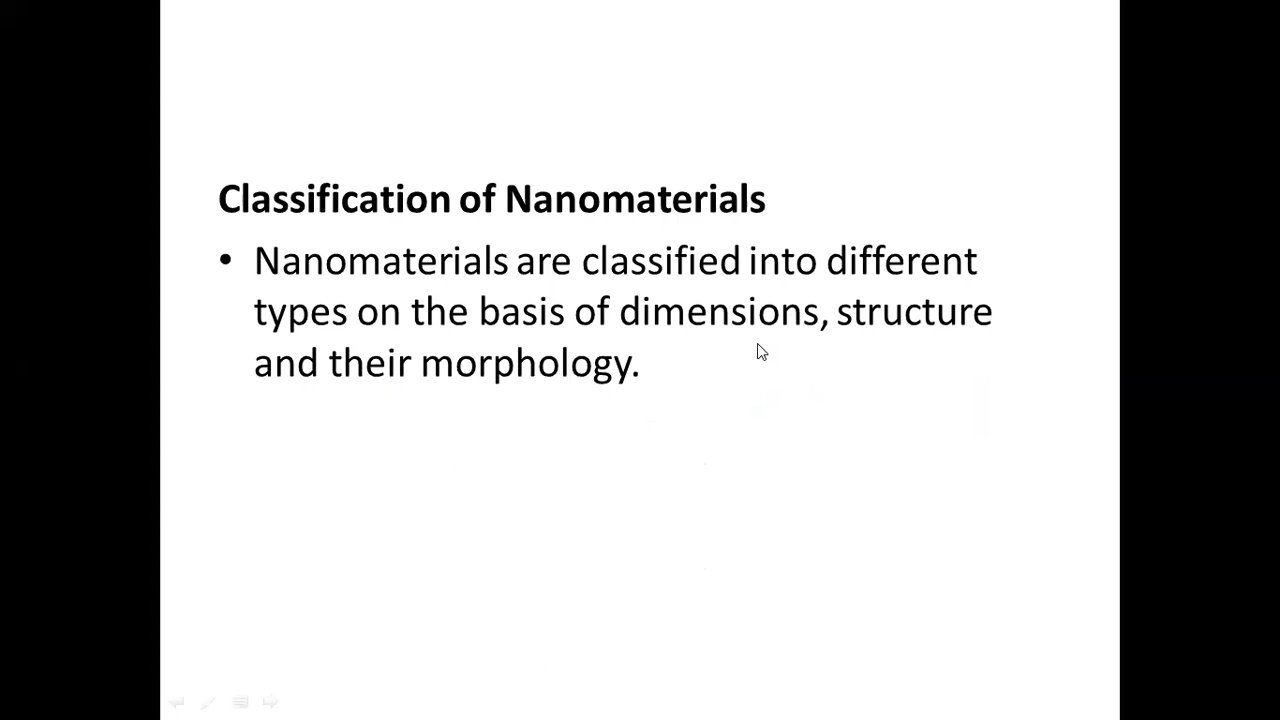 Classification of Nanomaterials
• Nanomaterials are classified into different
types on the basis of dimensions, structure
and their morphology.